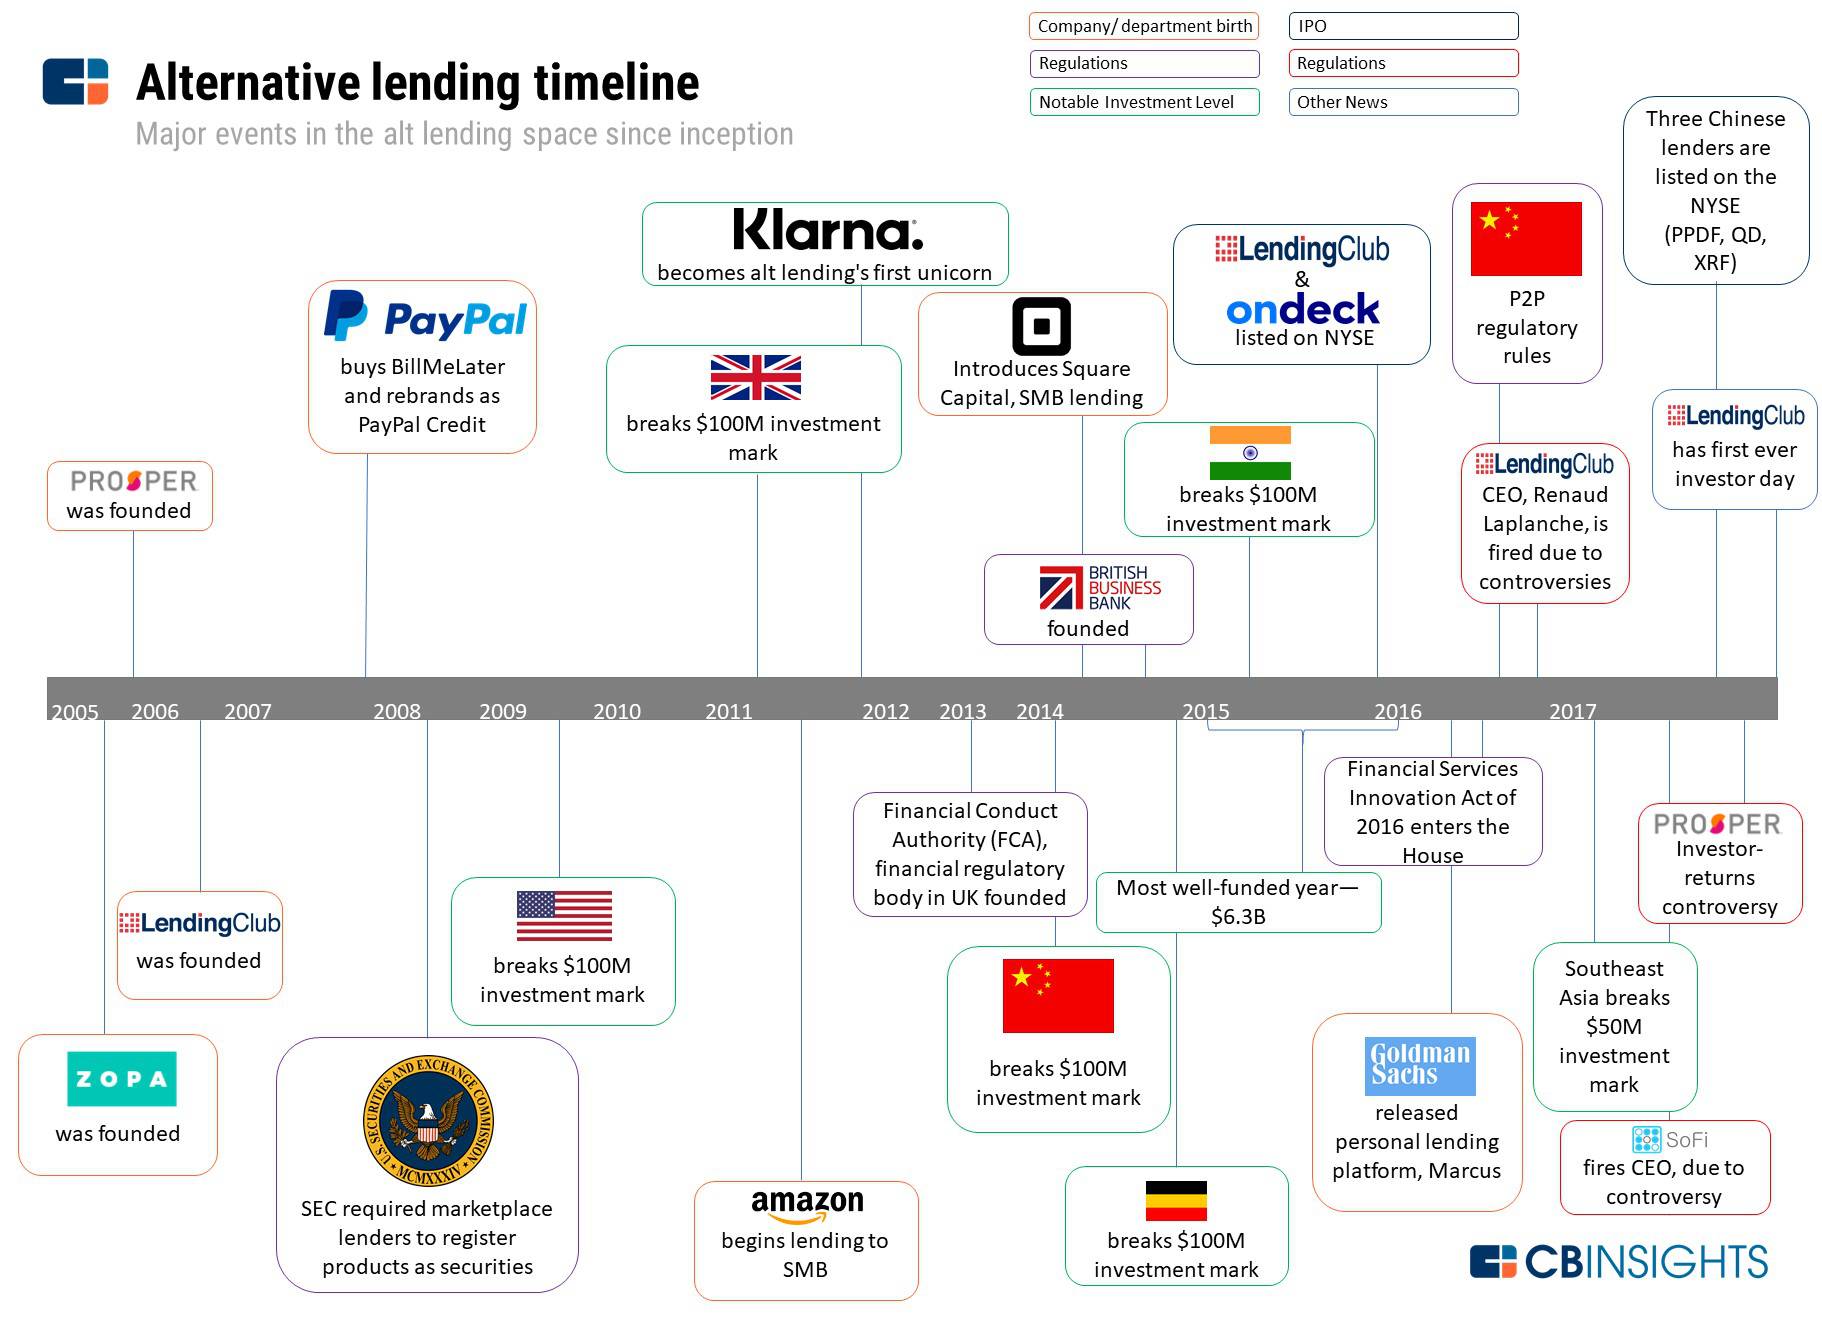 Company/ department birth
IPO
Regulations
Regulations
Notable Investment Level
Other News
Alternative lending timeline
Major events in the alt lending space since inception
Three Chinese
lenders are
listed on the
NYSE
(PPDF, QD,
XRF)
Klarna.
becomes alt lending's first unicorn
PayPal
buys BillMeLater
and rebrands as
PayPal Credit
breaks $100M investment
mark
Introduces Square
Capital, SMB lending
LendingClub
&
ondeck
listed on NYSE
P2P
regulatory
rules
PROSPER
was founded
breaks $100M
investment mark
LendingClub
CEO, Renaud
Laplanche, is
fired due to
controversies
LendingClub
has first ever
investor day
BRITISH
BUSINESS
BANK
founded
2005 2006 2007 2008 2009 2010 2011 2012 2013 2014 2015 2016 2017
LendingClub
was founded
ZOPA
was founded
U.S. SECURITIES AND EXCHANGE COMMISSION
MCMXXXIV
SEC required marketplace
lenders to register
products as securities
breaks $100M
investment mark
amazon
begins lending to
SMB
Financial Conduct
Authority (FCA),
financial regulatory
body in UK founded
breaks $100M
investment mark
Most well-funded year—
$6.3B
breaks $100M
investment mark
Financial Services
Innovation Act of
2016 enters the
House
Goldman
Sachs
released
personal lending
platform, Marcus
PROSPER
Investor-
returns
controversy
Southeast
Asia breaks
$50M
investment
mark
SoFi
fires CEO, due to
controversy
CBINSIGHTS